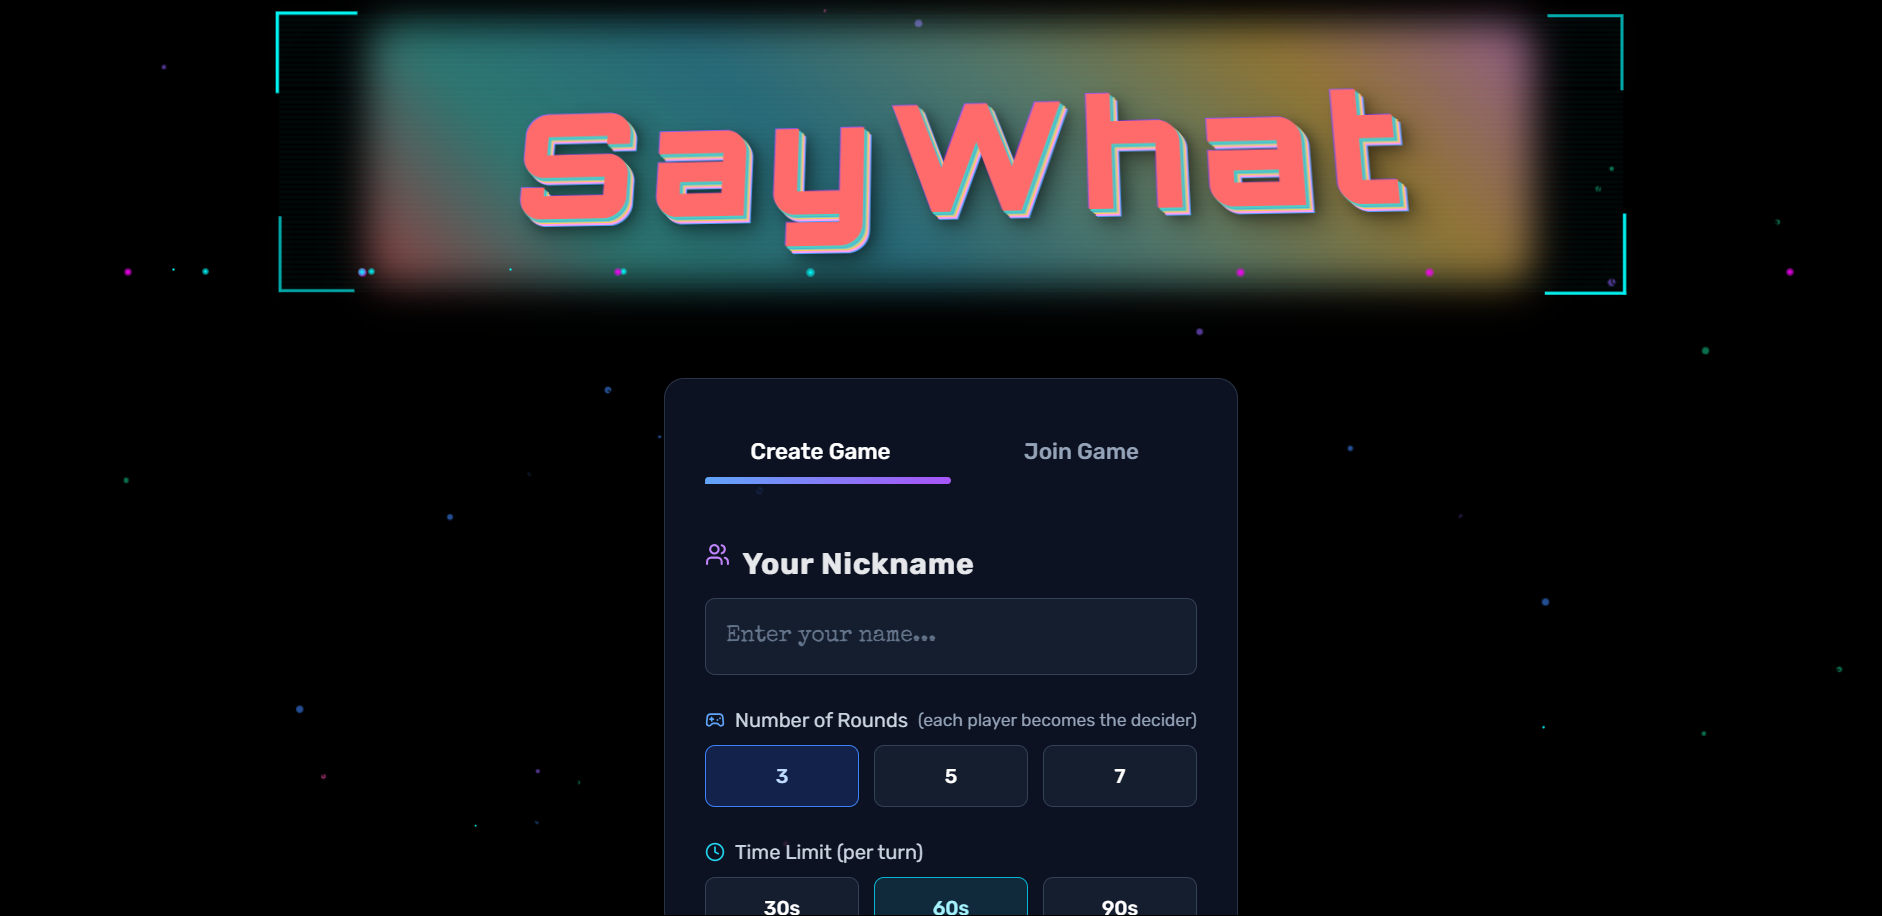 SayWhat
Create Game Join Game
Your Nickname
Enter your name...
Number of Rounds (each player becomes the decider)
3 5 7
Time Limit (per turn)
30s 60s 90s